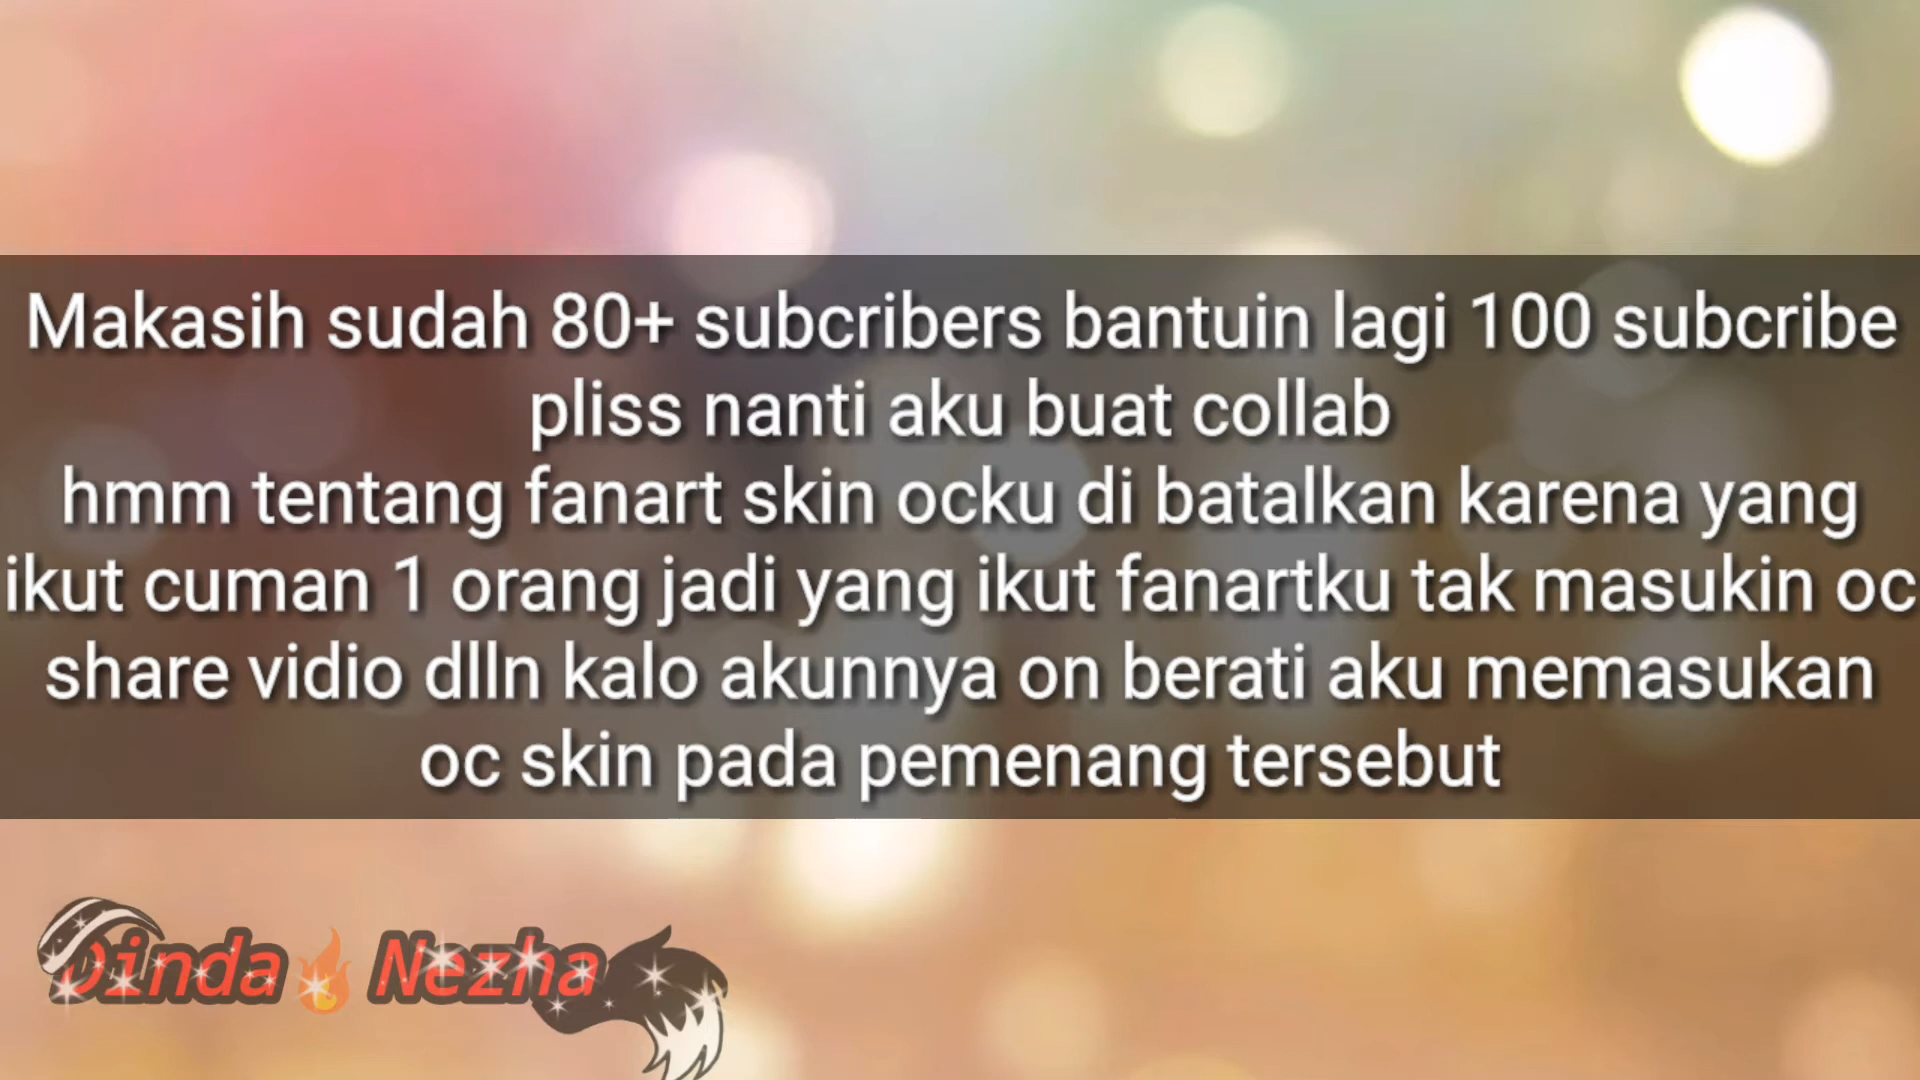 Makasih sudah 80+ subcribers bantuin lagi 100 subcribe
pliss nanti aku buat collab
hmm tentang fanart skin ocku di batalkan karena yang
ikut cuman 1 orang jadi yang ikut fanartku tak masukin oc
share vidio dlln kalo akunnya on berati aku memasukan
oc skin pada pemenang tersebut
Dinda🔥Nezha